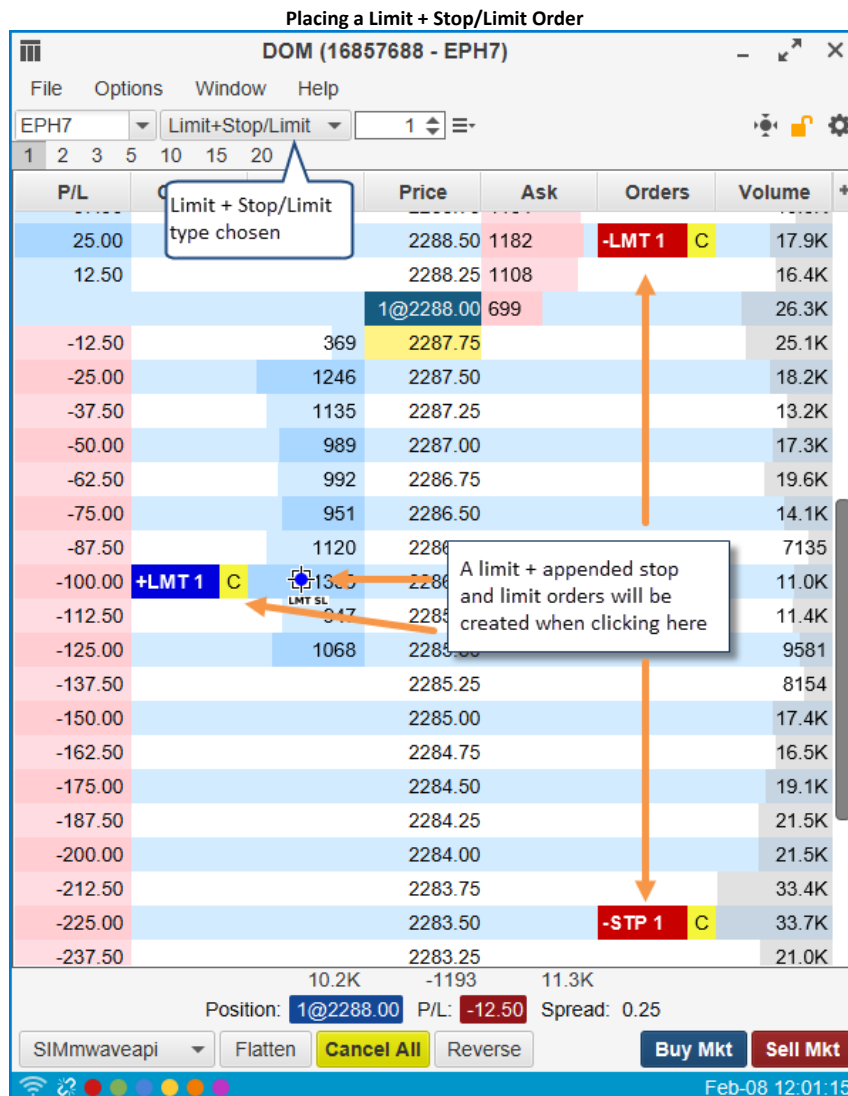 Placing a Limit + Stop/Limit Order
DOM (16857688 - EPH7)
File Options Window Help
EPH7 Limit+Stop/Limit 1
1 2 3 5 10 15 20
P/L Price Ask Orders Volume +
Limit + Stop/Limit
type chosen
25.00 2288.50 1182 -LMT 1 C 17.9K
12.50 2288.25 1108 16.4K
1@2288.00 699 26.3K
-12.50 369 2287.75 25.1K
-25.00 1246 2287.50 18.2K
-37.50 1135 2287.25 13.2K
-50.00 989 2287.00 17.3K
-62.50 992 2286.75 19.6K
-75.00 951 2286.50 14.1K
-87.50 1120 7135
-100.00 +LMT 1 C 11.0K
LMT SL
-112.50 11.4K
-125.00 1068 9581
A limit + appended stop
and limit orders will be
created when clicking here
-137.50 2285.25 8154
-150.00 2285.00 17.4K
-162.50 2284.75 16.5K
-175.00 2284.50 19.1K
-187.50 2284.25 21.5K
-200.00 2284.00 21.5K
-212.50 2283.75 33.4K
-225.00 2283.50 -STP 1 C 33.7K
-237.50 2283.25 21.0K
10.2K -1193 11.3K
Position: 1@2288.00 P/L: -12.50 Spread: 0.25
SIMmwaveapi Flatten Cancel All Reverse Buy Mkt Sell Mkt
Feb-08 12:01:15